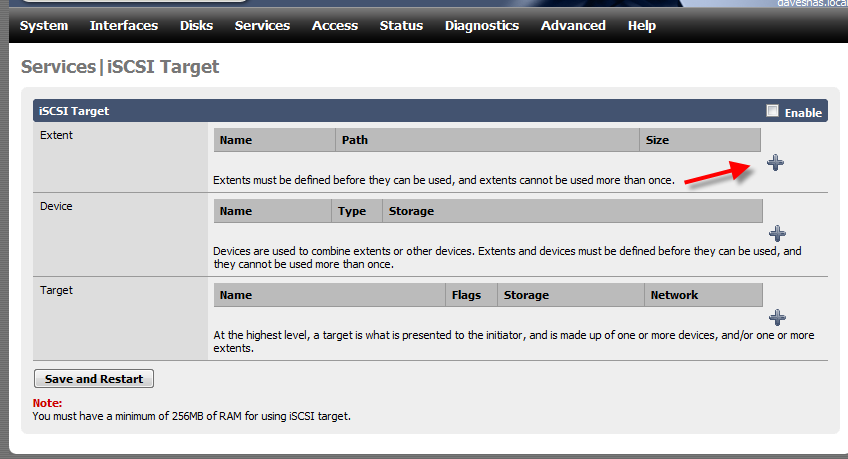 davesnas.local
System Interfaces Disks Services Access Status Diagnostics Advanced Help
Services|iSCSI Target
iSCSI Target Enable
Extent
Name Path Size
Extents must be defined before they can be used, and extents cannot be used more than once.
Device
Name Type Storage
Devices are used to combine extents or other devices. Extents and devices must be defined before they can be used, and
they cannot be used more than once.
Target
Name Flags Storage Network
At the highest level, a target is what is presented to the initiator, and is made up of one or more devices, and/or one or more
extents.
Save and Restart
Note:
You must have a minimum of 256MB of RAM for using iSCSI target.